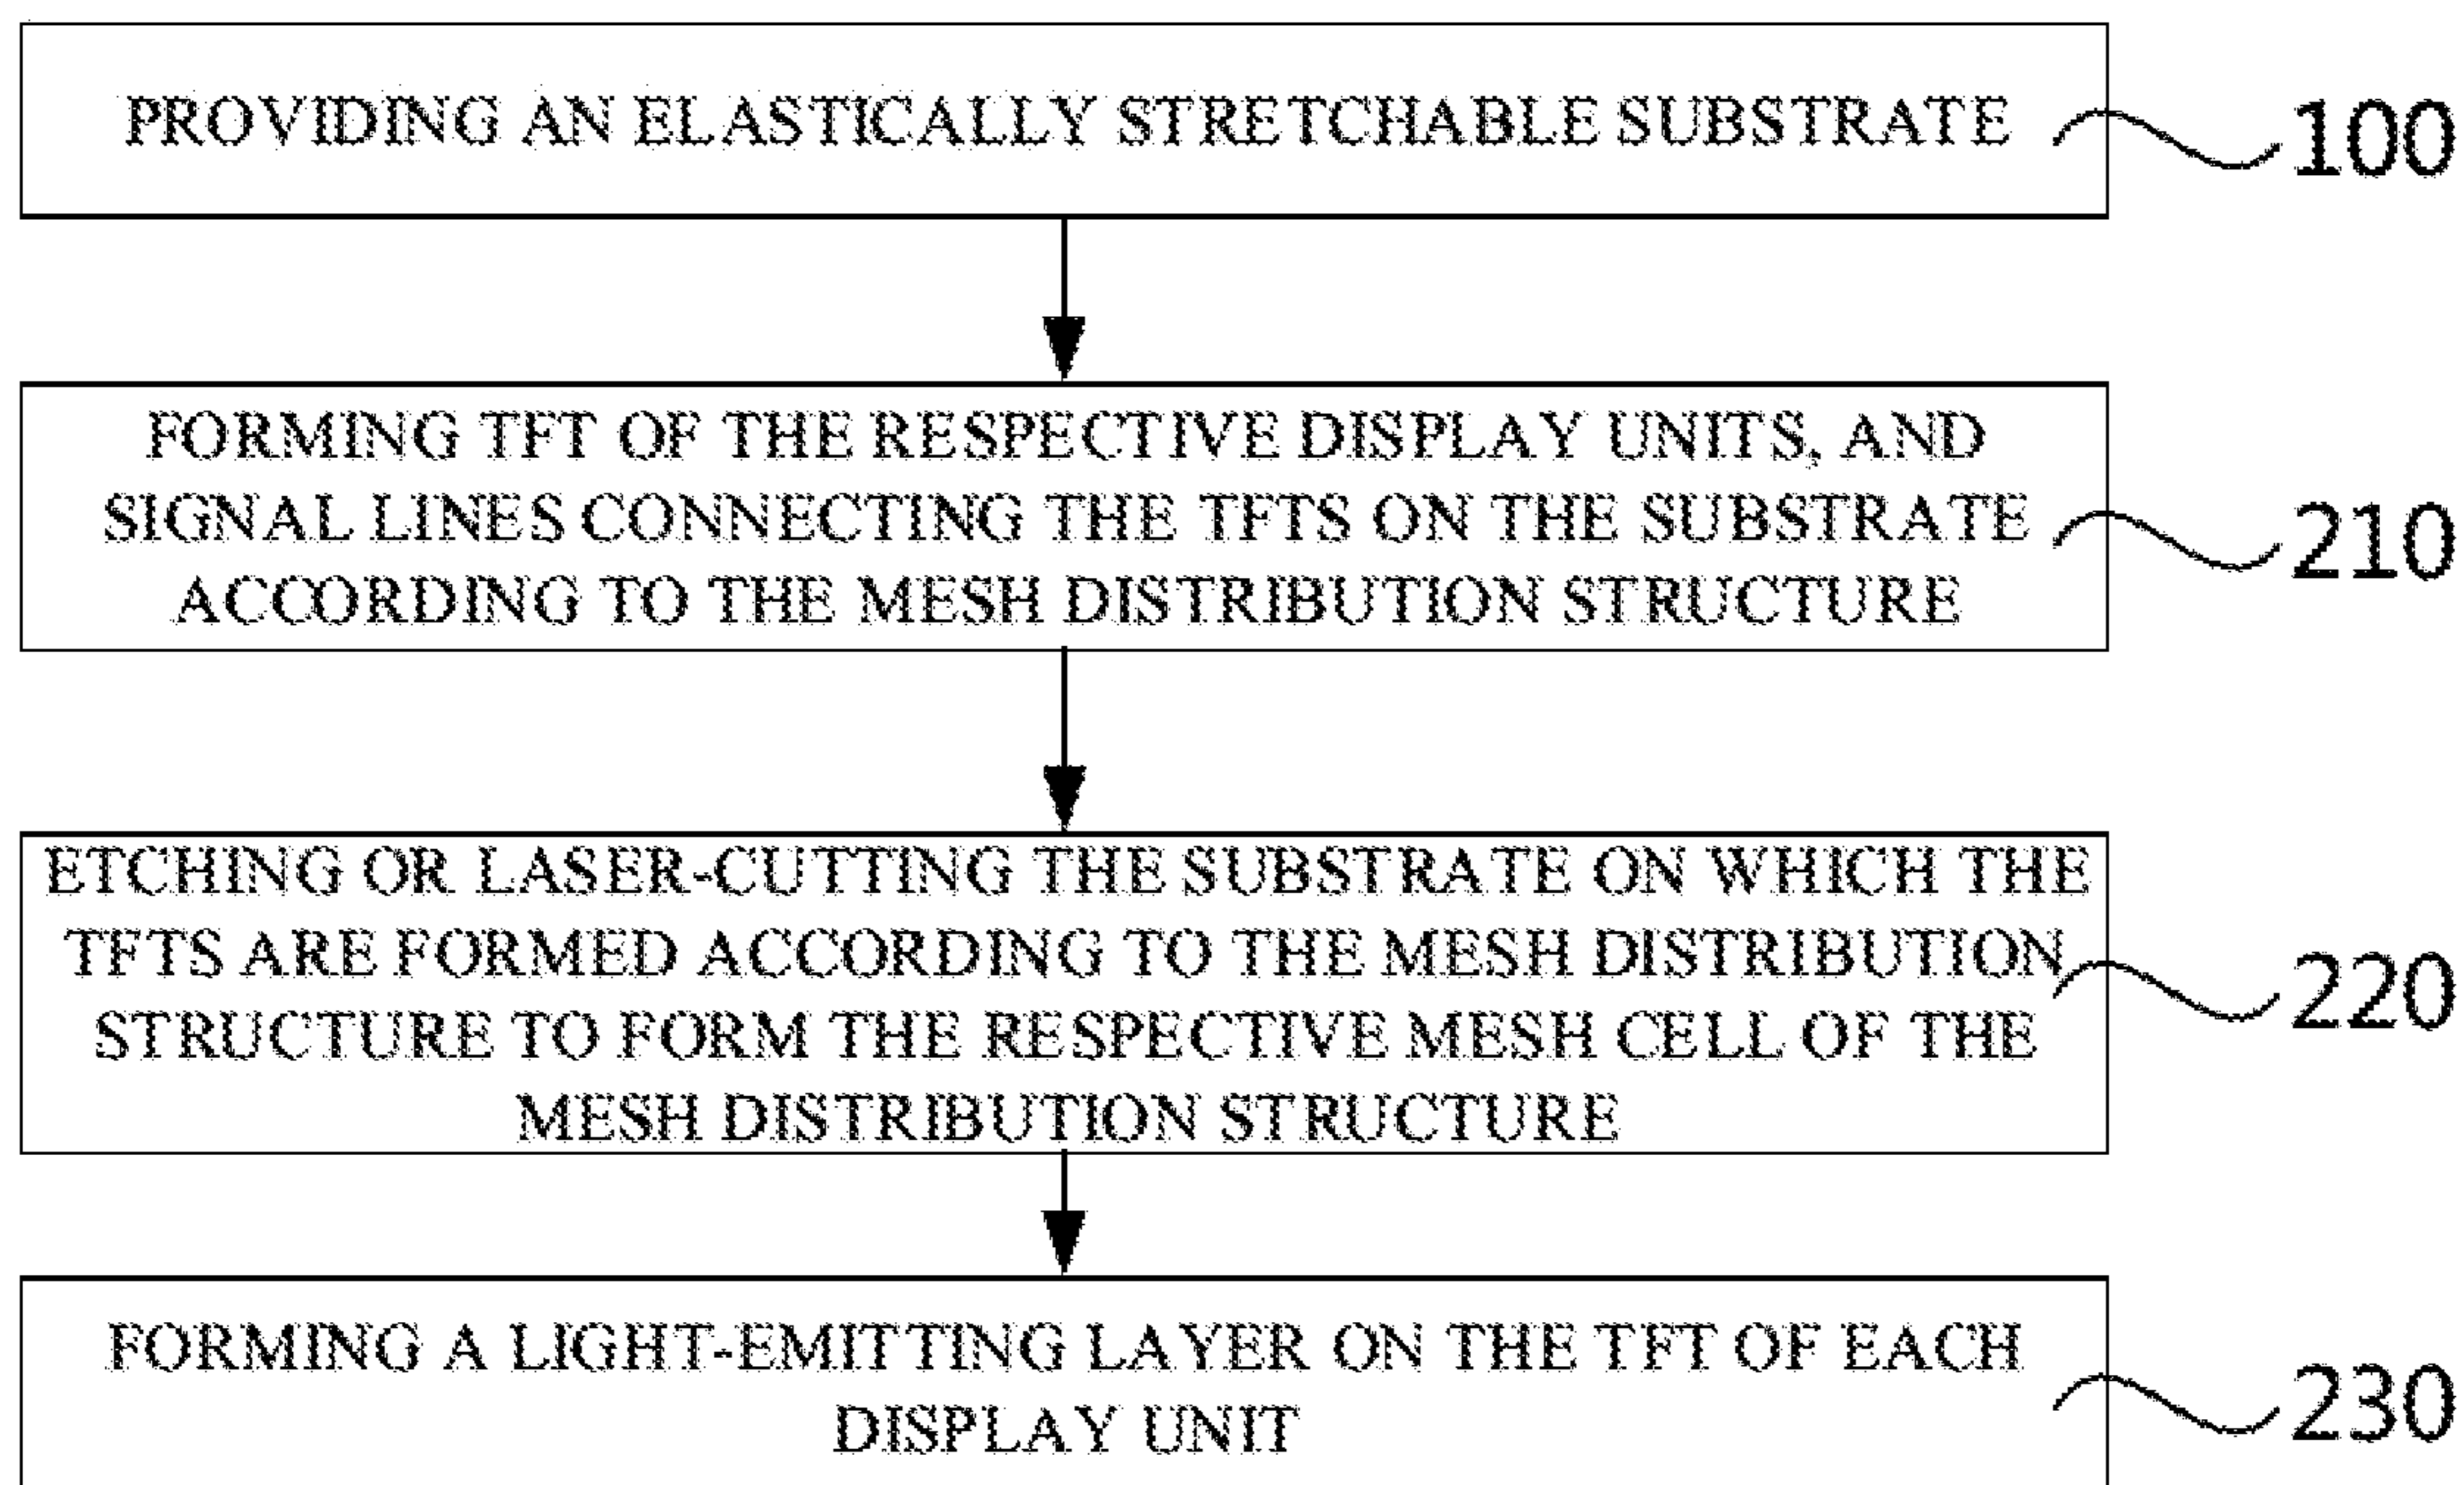 PROVIDING AN ELASTICALLY STRETCHABLE SUBSTRATE
100
FORMING TFT OF THE RESPECTIVE DISPLAY UNITS, AND
SIGNAL LINES CONNECTING THE TFTS ON THE SUBSTRATE
ACCORDING TO THE MESH DISTRIBUTION STRUCTURE
210
ETCHING OR LASER-CUTTING THE SUBSTRATE ON WHICH THE
TFTS ARE FORMED ACCORDING TO THE MESH DISTRIBUTION
STRUCTURE TO FORM THE RESPECTIVE MESH CELL OF THE
MESH DISTRIBUTION STRUCTURE
220
FORMING A LIGHT-EMITTING LAYER ON THE TFT OF EACH
DISPLAY UNIT
230